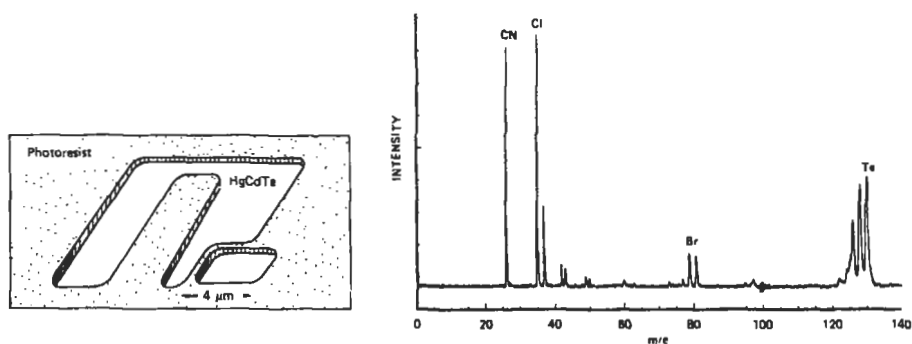 Photoresist
HgCdTe
4 μm
INTENSITY
CN
Cl
Br
Te
0 20 40 60 80 100 120 140
m/e